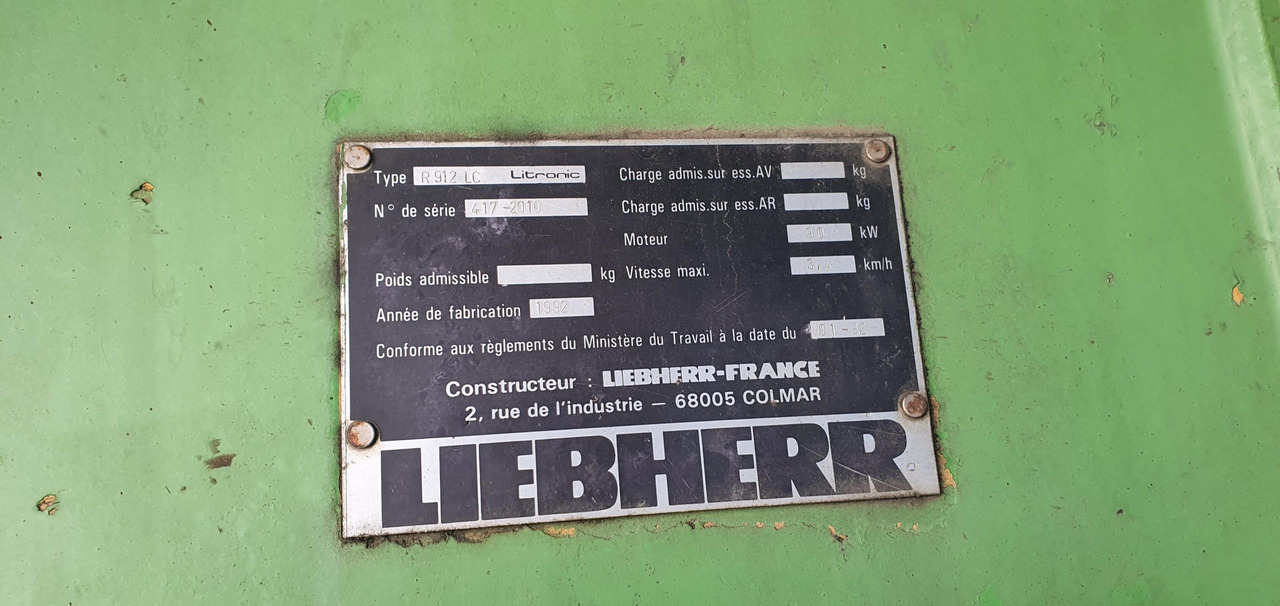 Type R 912 LC Litronic
Charge admis.sur ess.AV kg
N° de série 417-2010
Charge admis.sur ess.AR kg
Moteur kW
Poids admissible kg
Vitesse maxi. km/h
Année de fabrication 1992
Conforme aux règlements du Ministère du Travail à la date du
Constructeur : LIEBHERR-FRANCE
2, rue de l'industrie – 68005 COLMAR
LIEBHERR